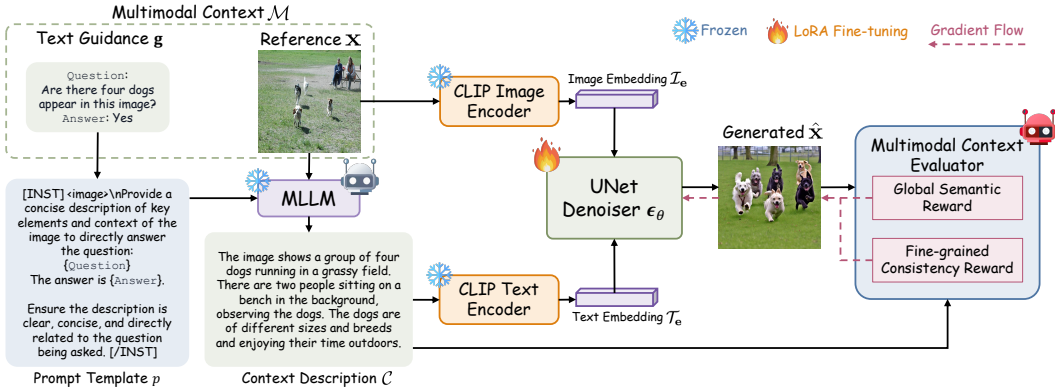 Multimodal Context ℳ
Text Guidance g
Reference X
Question:
Are there four dogs
appear in this image?
Answer: Yes
[INST] <image>\nProvide a
concise description of key
elements and context of the
image to directly answer
the question:
{Question}
The answer is {Answer}.
Ensure the description is
clear, concise, and directly
related to the question
being asked. [/INST]
Prompt Template p
MLLM
The image shows a group of four
dogs running in a grassy field.
There are two people sitting on a
bench in the background,
observing the dogs. The dogs are
of different sizes and breeds
and enjoying their time outdoors.
Context Description 𝒞
Frozen
LoRA Fine-tuning
Gradient Flow
CLIP Image
Encoder
Image Embedding ℐₑ
UNet
Denoiser ϵθ
CLIP Text
Encoder
Text Embedding 𝒯ₑ
Generated x̂
Multimodal Context
Evaluator
Global Semantic
Reward
Fine-grained
Consistency Reward